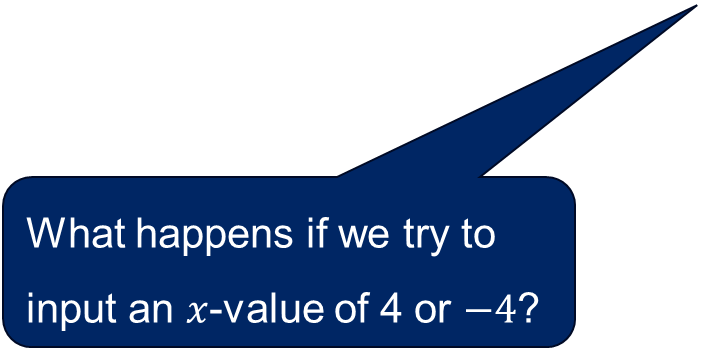 What happens if we try to
input an 𝑥-value of 4 or −4?